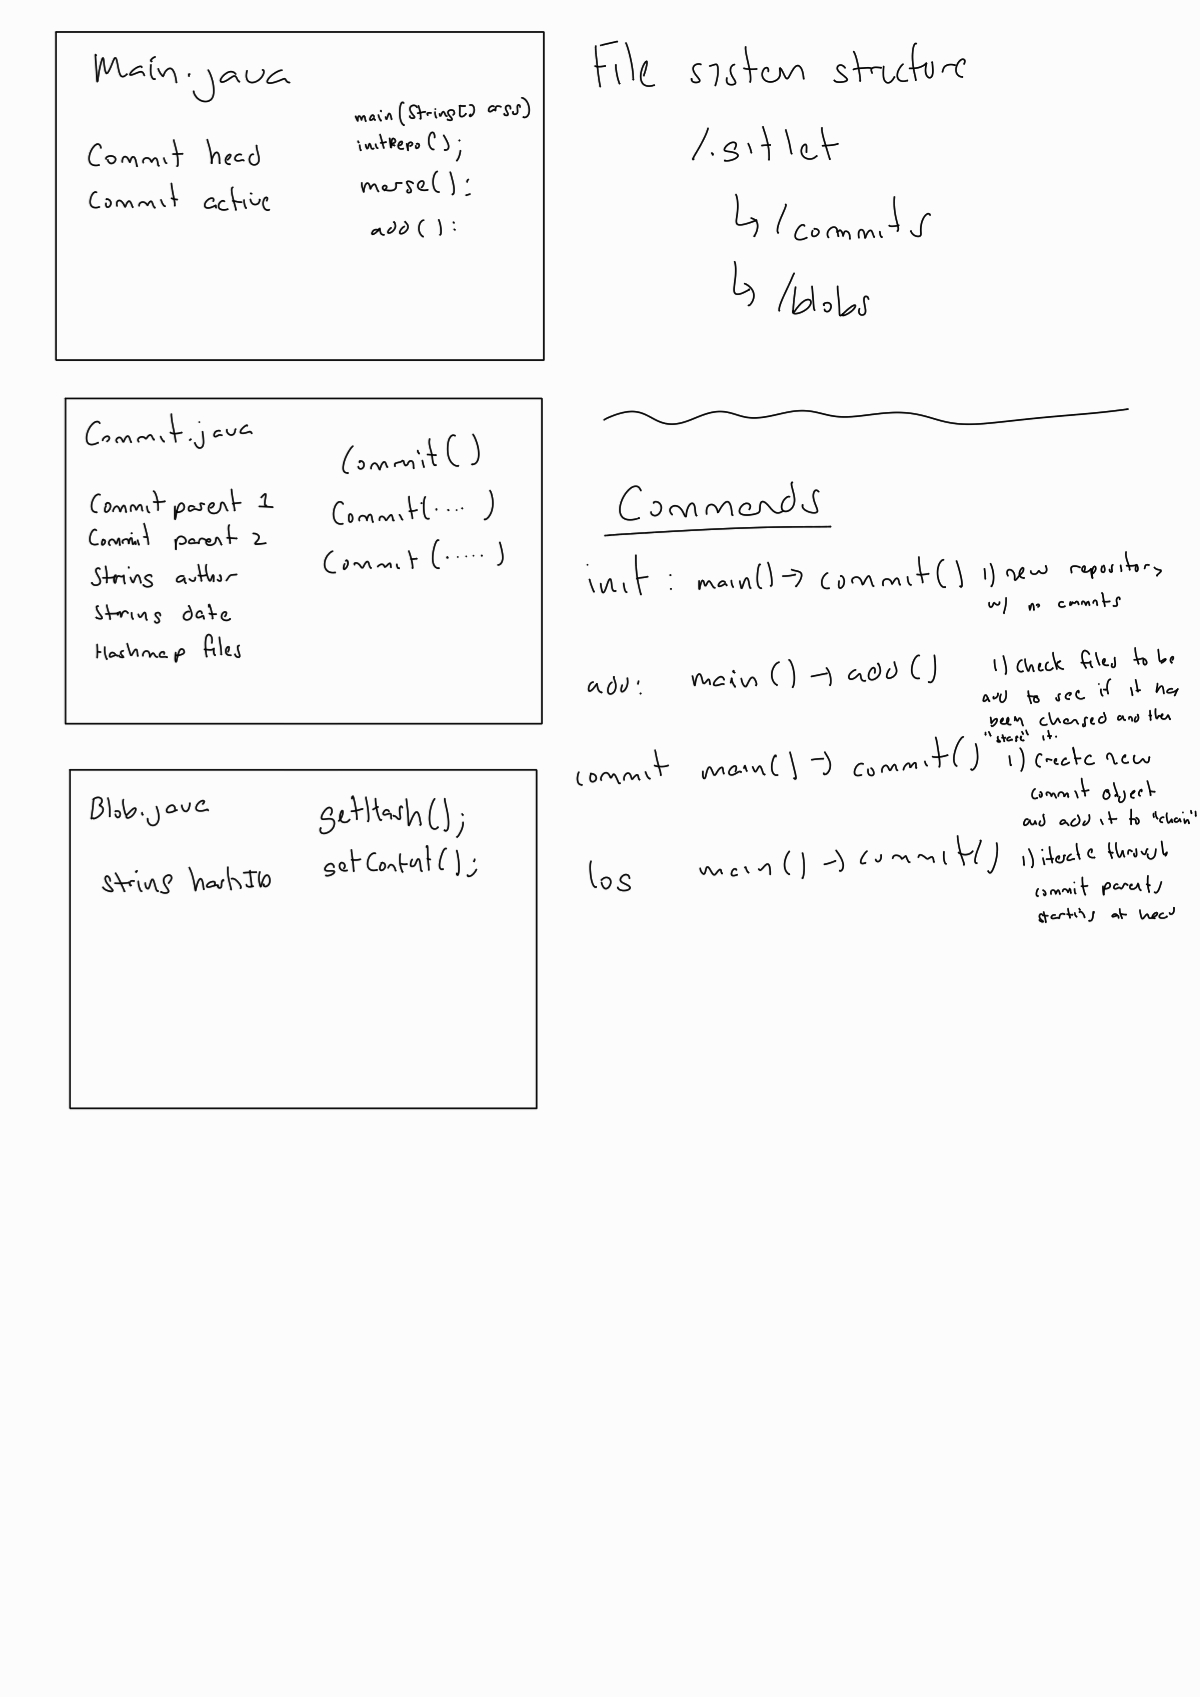 Main.java
Commit head
Commit active
main(String[] args)
initRepo();
merge():
add():
File system structure
/.gitlet
↳ /commits
↳ /blobs
Commit.java
Commit parent 1
Commit parent 2
String author
String date
Hashmap files
Commit()
Commit(....)
Commit(.....)
Blob.java
string hashID
getHash();
getContent();
Commands
init: main() → commit() 1) new repository
w/ no commits
add: main() → add() 1) check files to be
add to see if it has
been changed and then
"stage" it.
commit main() → commit() 1) create new
commit object
and add it to "chain"
log main() → commit() 1) iterate through
commit parents
starting at head